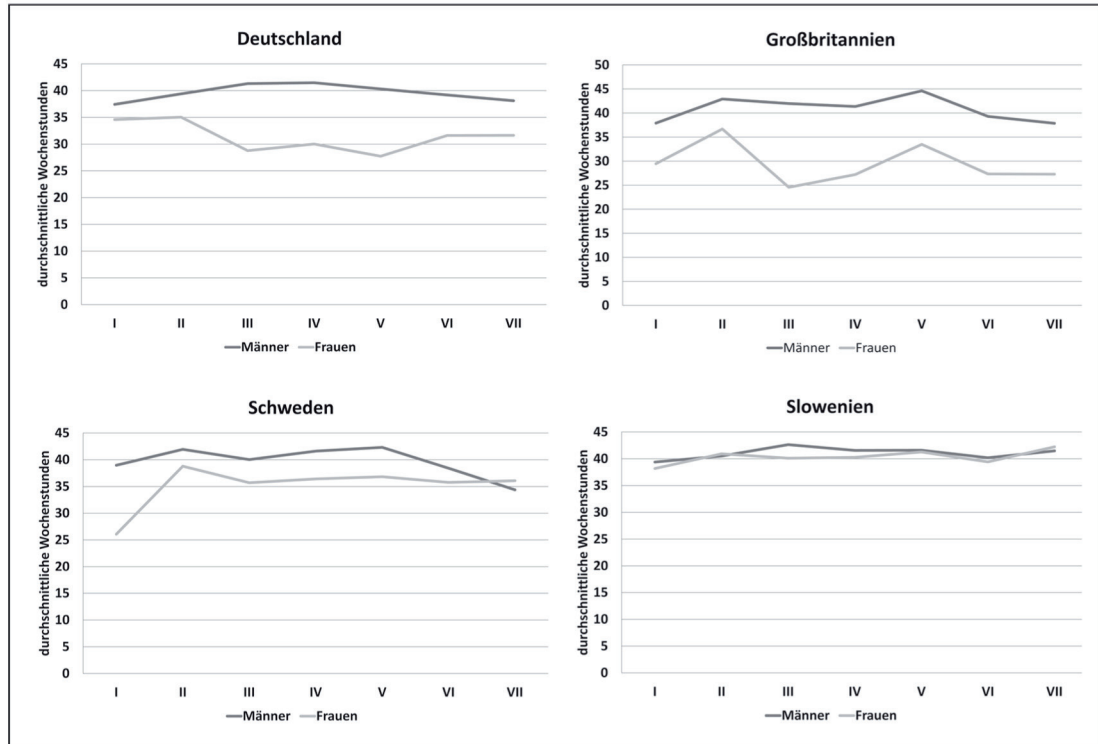 Deutschland
durchschnittliche Wochenstunden
45
40
35
30
25
20
15
10
5
0
I II III IV V VI VII
Männer Frauen
Großbritannien
durchschnittliche Wochenstunden
50
45
40
35
30
25
20
15
10
5
0
I II III IV V VI VII
Männer Frauen
Schweden
durchschnittliche Wochenstunden
45
40
35
30
25
20
15
10
5
0
I II III IV V VI VII
Männer Frauen
Slowenien
durchschnittliche Wochenstunden
45
40
35
30
25
20
15
10
5
0
I II III IV V VI VII
Männer Frauen